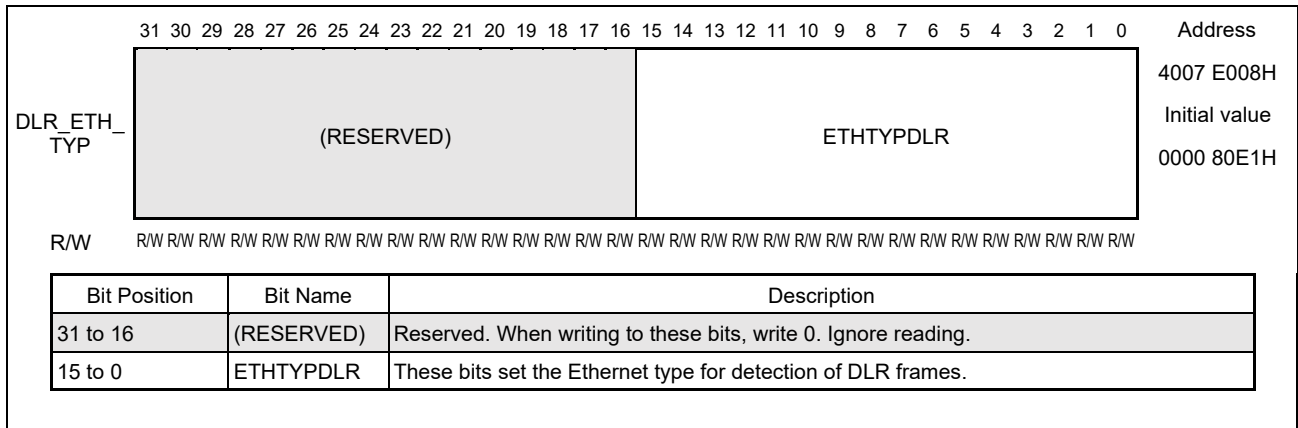 31 30 29 28 27 26 25 24 23 22 21 20 19 18 17 16 15 14 13 12 11 10 9 8 7 6 5 4 3 2 1 0 Address
4007 E008H
DLR_ETH_
TYP
(RESERVED) ETHTYPDLR
Initial value
0000 80E1H
R/W R/W R/W R/W R/W R/W R/W R/W R/W R/W R/W R/W R/W R/W R/W R/W R/W R/W R/W R/W R/W R/W R/W R/W R/W R/W R/W R/W R/W R/W R/W R/W R/W
Bit Position Bit Name Description
31 to 16 (RESERVED) Reserved. When writing to these bits, write 0. Ignore reading.
15 to 0 ETHTYPDLR These bits set the Ethernet type for detection of DLR frames.